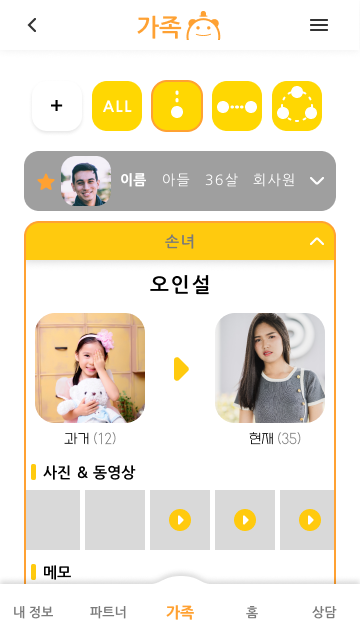 가족
+ ALL
이름 아들 36살 회사원
손녀
오인설
과거 (12) 현재 (35)
사진 & 동영상
메모
내 정보 파트너 가족 홈 상담